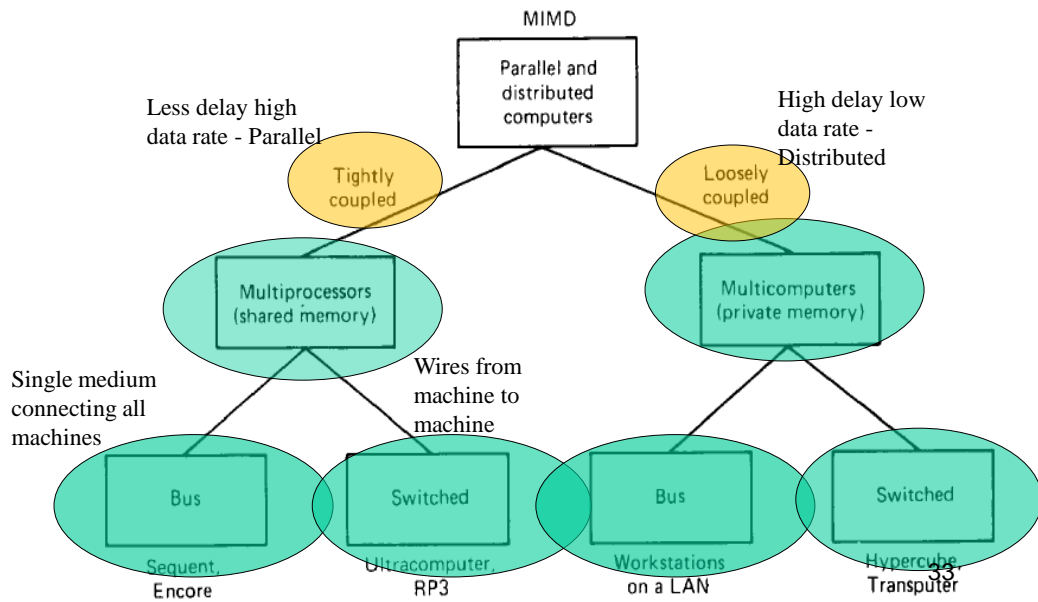 MIMD
Parallel and
distributed
computers
Less delay high
data rate - Parallel
High delay low
data rate -
Distributed
Tightly
coupled
Loosely
coupled
Multiprocessors
(shared memory)
Multicomputers
(private memory)
Single medium
connecting all
machines
Wires from
machine to
machine
Bus
Switched
Bus
Switched
Sequent,
Encore
Ultracomputer,
RP3
Workstations
on a LAN
Hypercube,
Transputer
33